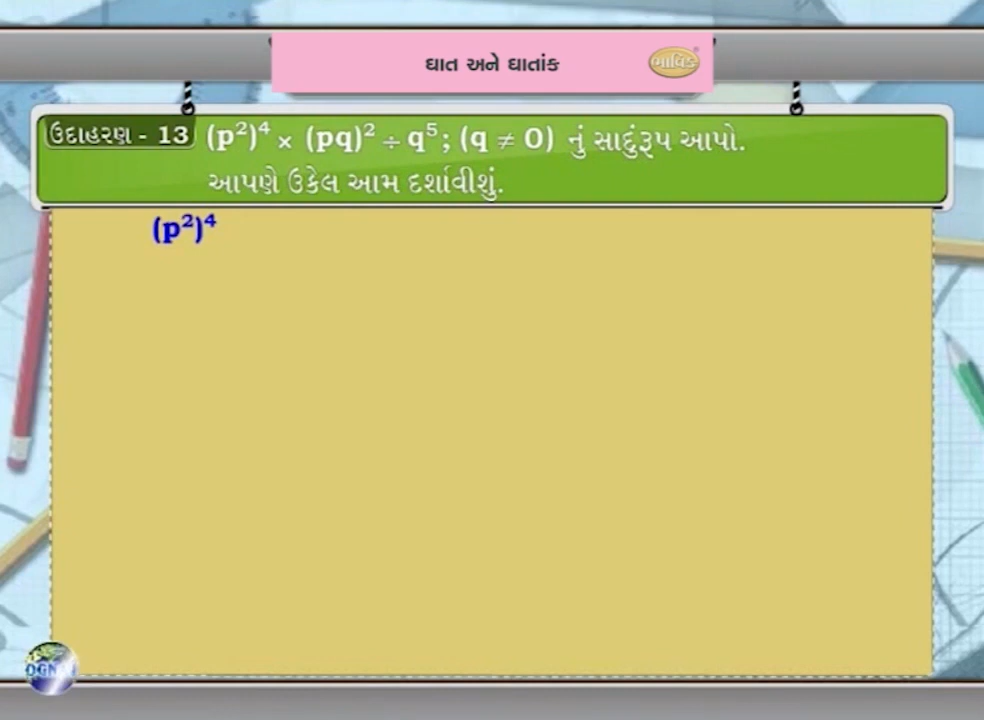 ઘાત અને ઘાતાંક
ભાવિક
ઉદાહરણ - 13 (p²)⁴ × (pq)² ÷ q⁵; (q ≠ 0) નું સાદુંરૂપ આપો.
આપણે ઉકેલ આમ દર્શાવીશું.
(p²)⁴